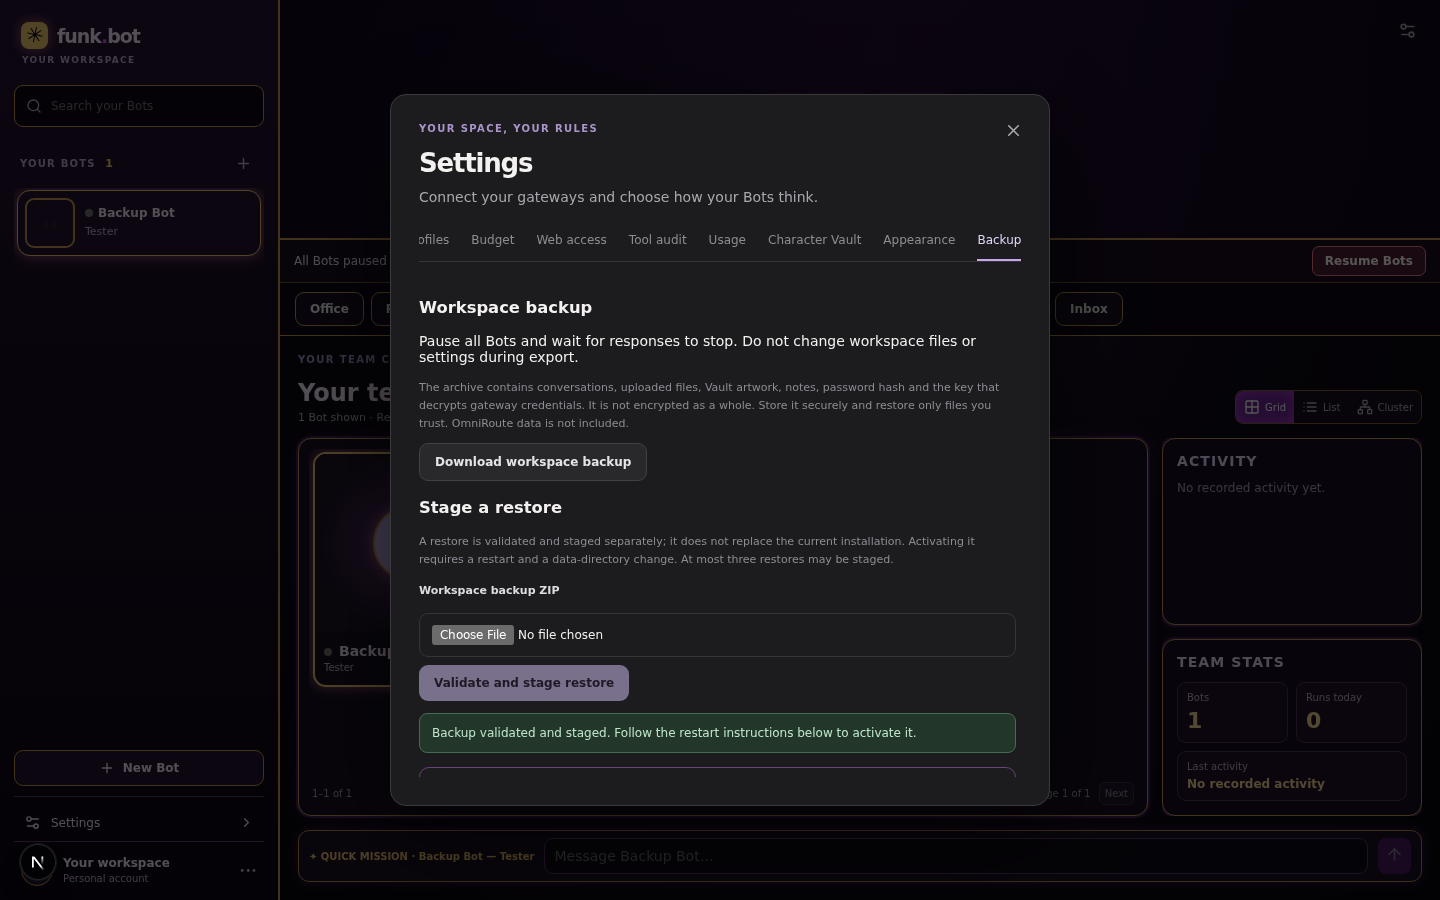 funk.bot
YOUR WORKSPACE
Search your Bots
YOUR BOTS 1
Backup Bot
Tester
New Bot
Settings
N
Your workspace
Personal account
All Bots paused
Resume Bots
Office
Inbox
YOUR TEAM C
Your te
1 Bot shown · Re
Grid
List
Cluster
Backup
Tester
1–1 of 1
ge 1 of 1
Next
ACTIVITY
No recorded activity yet.
TEAM STATS
Bots
1
Runs today
0
Last activity
No recorded activity
QUICK MISSION · Backup Bot — Tester
Message Backup Bot...
YOUR SPACE, YOUR RULES
Settings
Connect your gateways and choose how your Bots think.
ofiles
Budget
Web access
Tool audit
Usage
Character Vault
Appearance
Backup
Workspace backup
Pause all Bots and wait for responses to stop. Do not change workspace files or
settings during export.
The archive contains conversations, uploaded files, Vault artwork, notes, password hash and the key that
decrypts gateway credentials. It is not encrypted as a whole. Store it securely and restore only files you
trust. OmniRoute data is not included.
Download workspace backup
Stage a restore
A restore is validated and staged separately; it does not replace the current installation. Activating it
requires a restart and a data-directory change. At most three restores may be staged.
Workspace backup ZIP
Choose File No file chosen
Validate and stage restore
Backup validated and staged. Follow the restart instructions below to activate it.